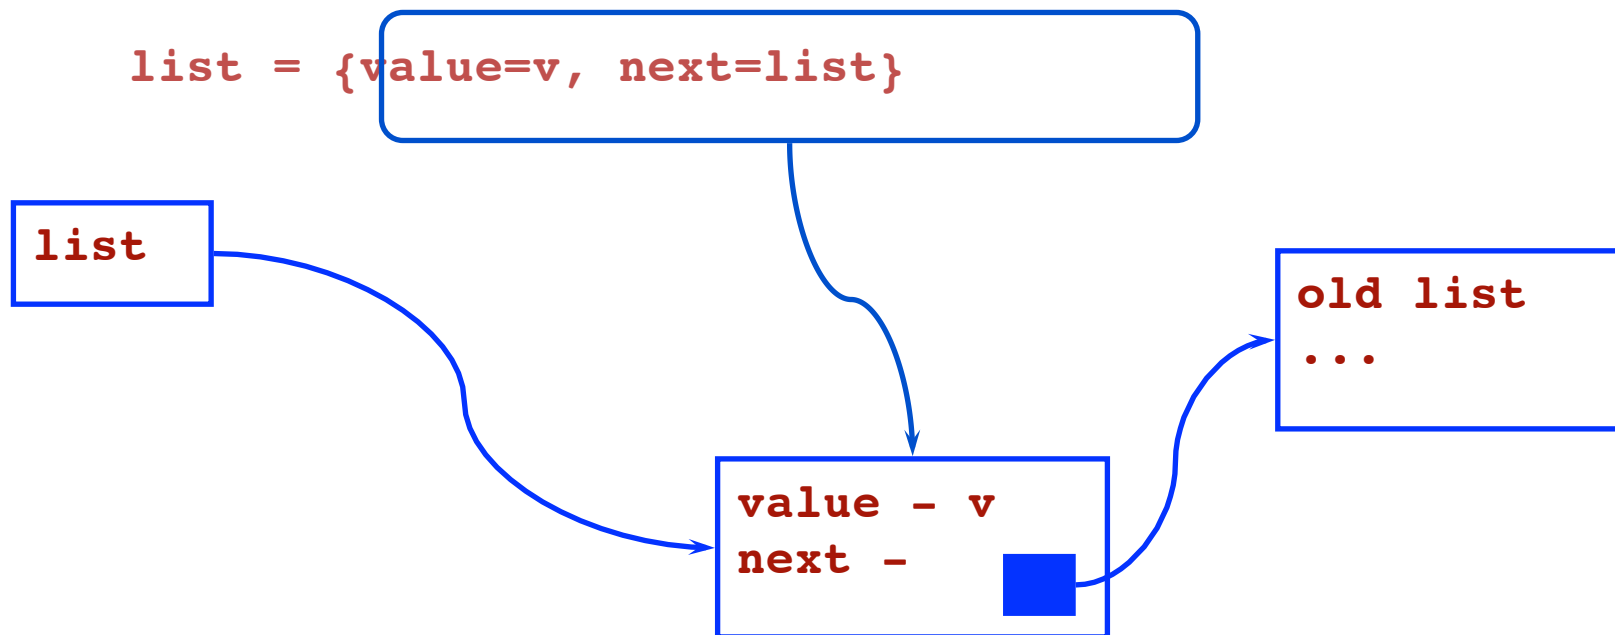 list = {value=v, next=list}
list
old list
...
value - v
next -